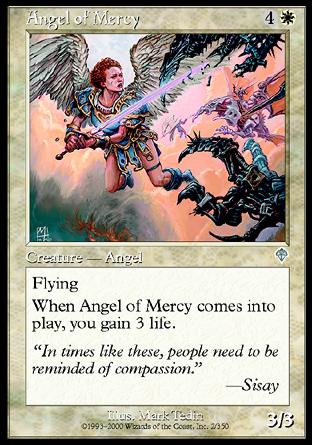 Angel of Mercy 4
Creature — Angel
Flying
When Angel of Mercy comes into
play, you gain 3 life.
“In times like these, people need to be
reminded of compassion.”
—Sisay
3/3
Illus. Mark Tedin
©1993–2000 Wizards of the Coast, Inc. 2/350